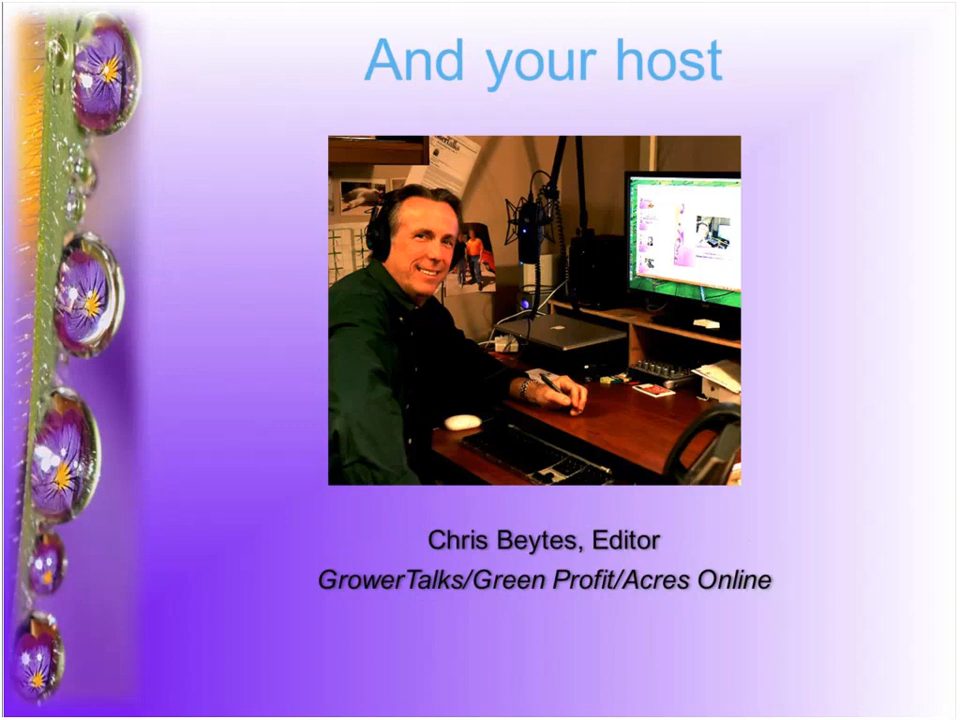 And your host
Chris Beytes, Editor
GrowerTalks/Green Profit/Acres Online